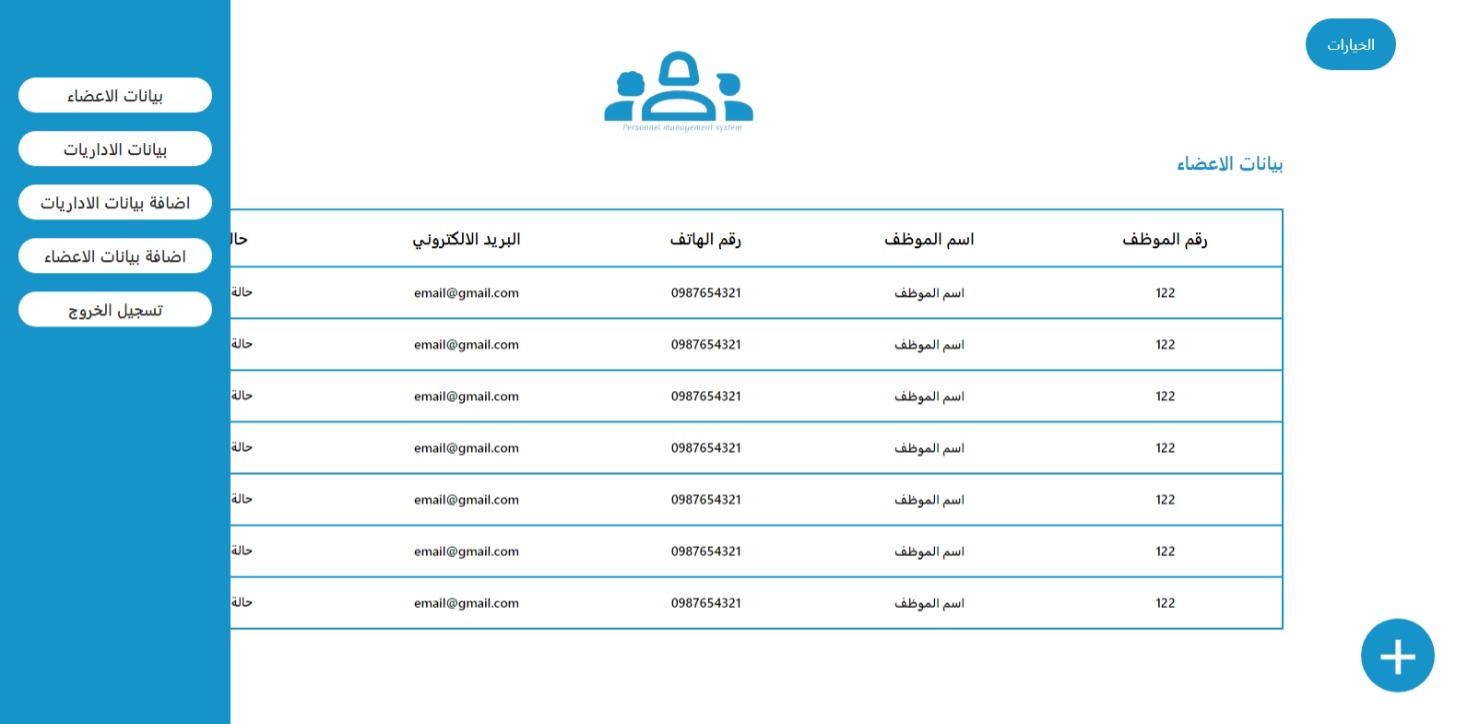 الخيارات
Personnel management system
بيانات الاعضاء
رقم الموظف اسم الموظف رقم الهاتف البريد الالكتروني
122 اسم الموظف 0987654321 email@gmail.com حالة
122 اسم الموظف 0987654321 email@gmail.com حالة
122 اسم الموظف 0987654321 email@gmail.com حالة
122 اسم الموظف 0987654321 email@gmail.com حالة
122 اسم الموظف 0987654321 email@gmail.com حالة
122 اسم الموظف 0987654321 email@gmail.com حالة
122 اسم الموظف 0987654321 email@gmail.com حالة
بيانات الاعضاء
بيانات الاداريات
اضافة بيانات الاداريات
اضافة بيانات الاعضاء
تسجيل الخروج